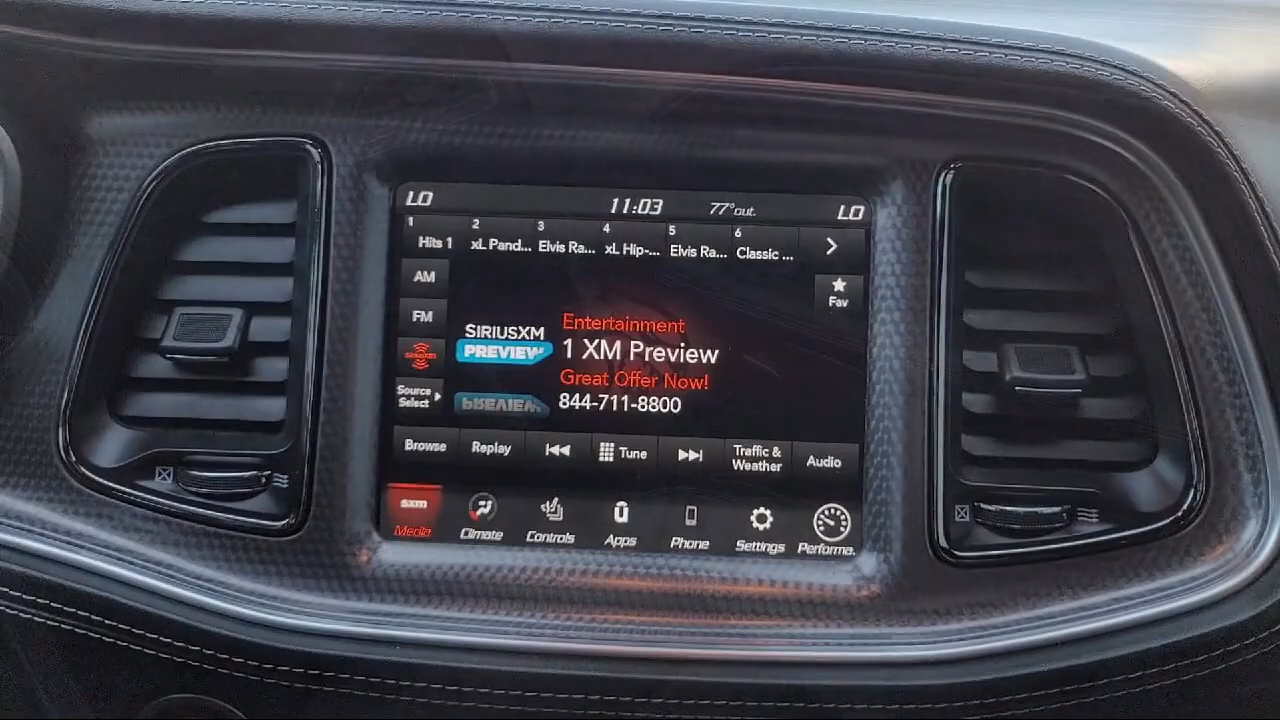 LO 11:03 77°out. LO
1 2 3 4 5 6
Hits 1 xL Pand... Elvis Ra... xL Hip-... Elvis Ra... Classic ...
AM
Fav
FM
SIRIUSXM
PREVIEW
Entertainment
1 XM Preview
Great Offer Now!
844-711-8800
SiriusXM
Source
Select
PREVIEW
Browse Replay Tune Traffic & Weather Audio
sxm
Media Climate Controls Apps Phone Settings Performa.